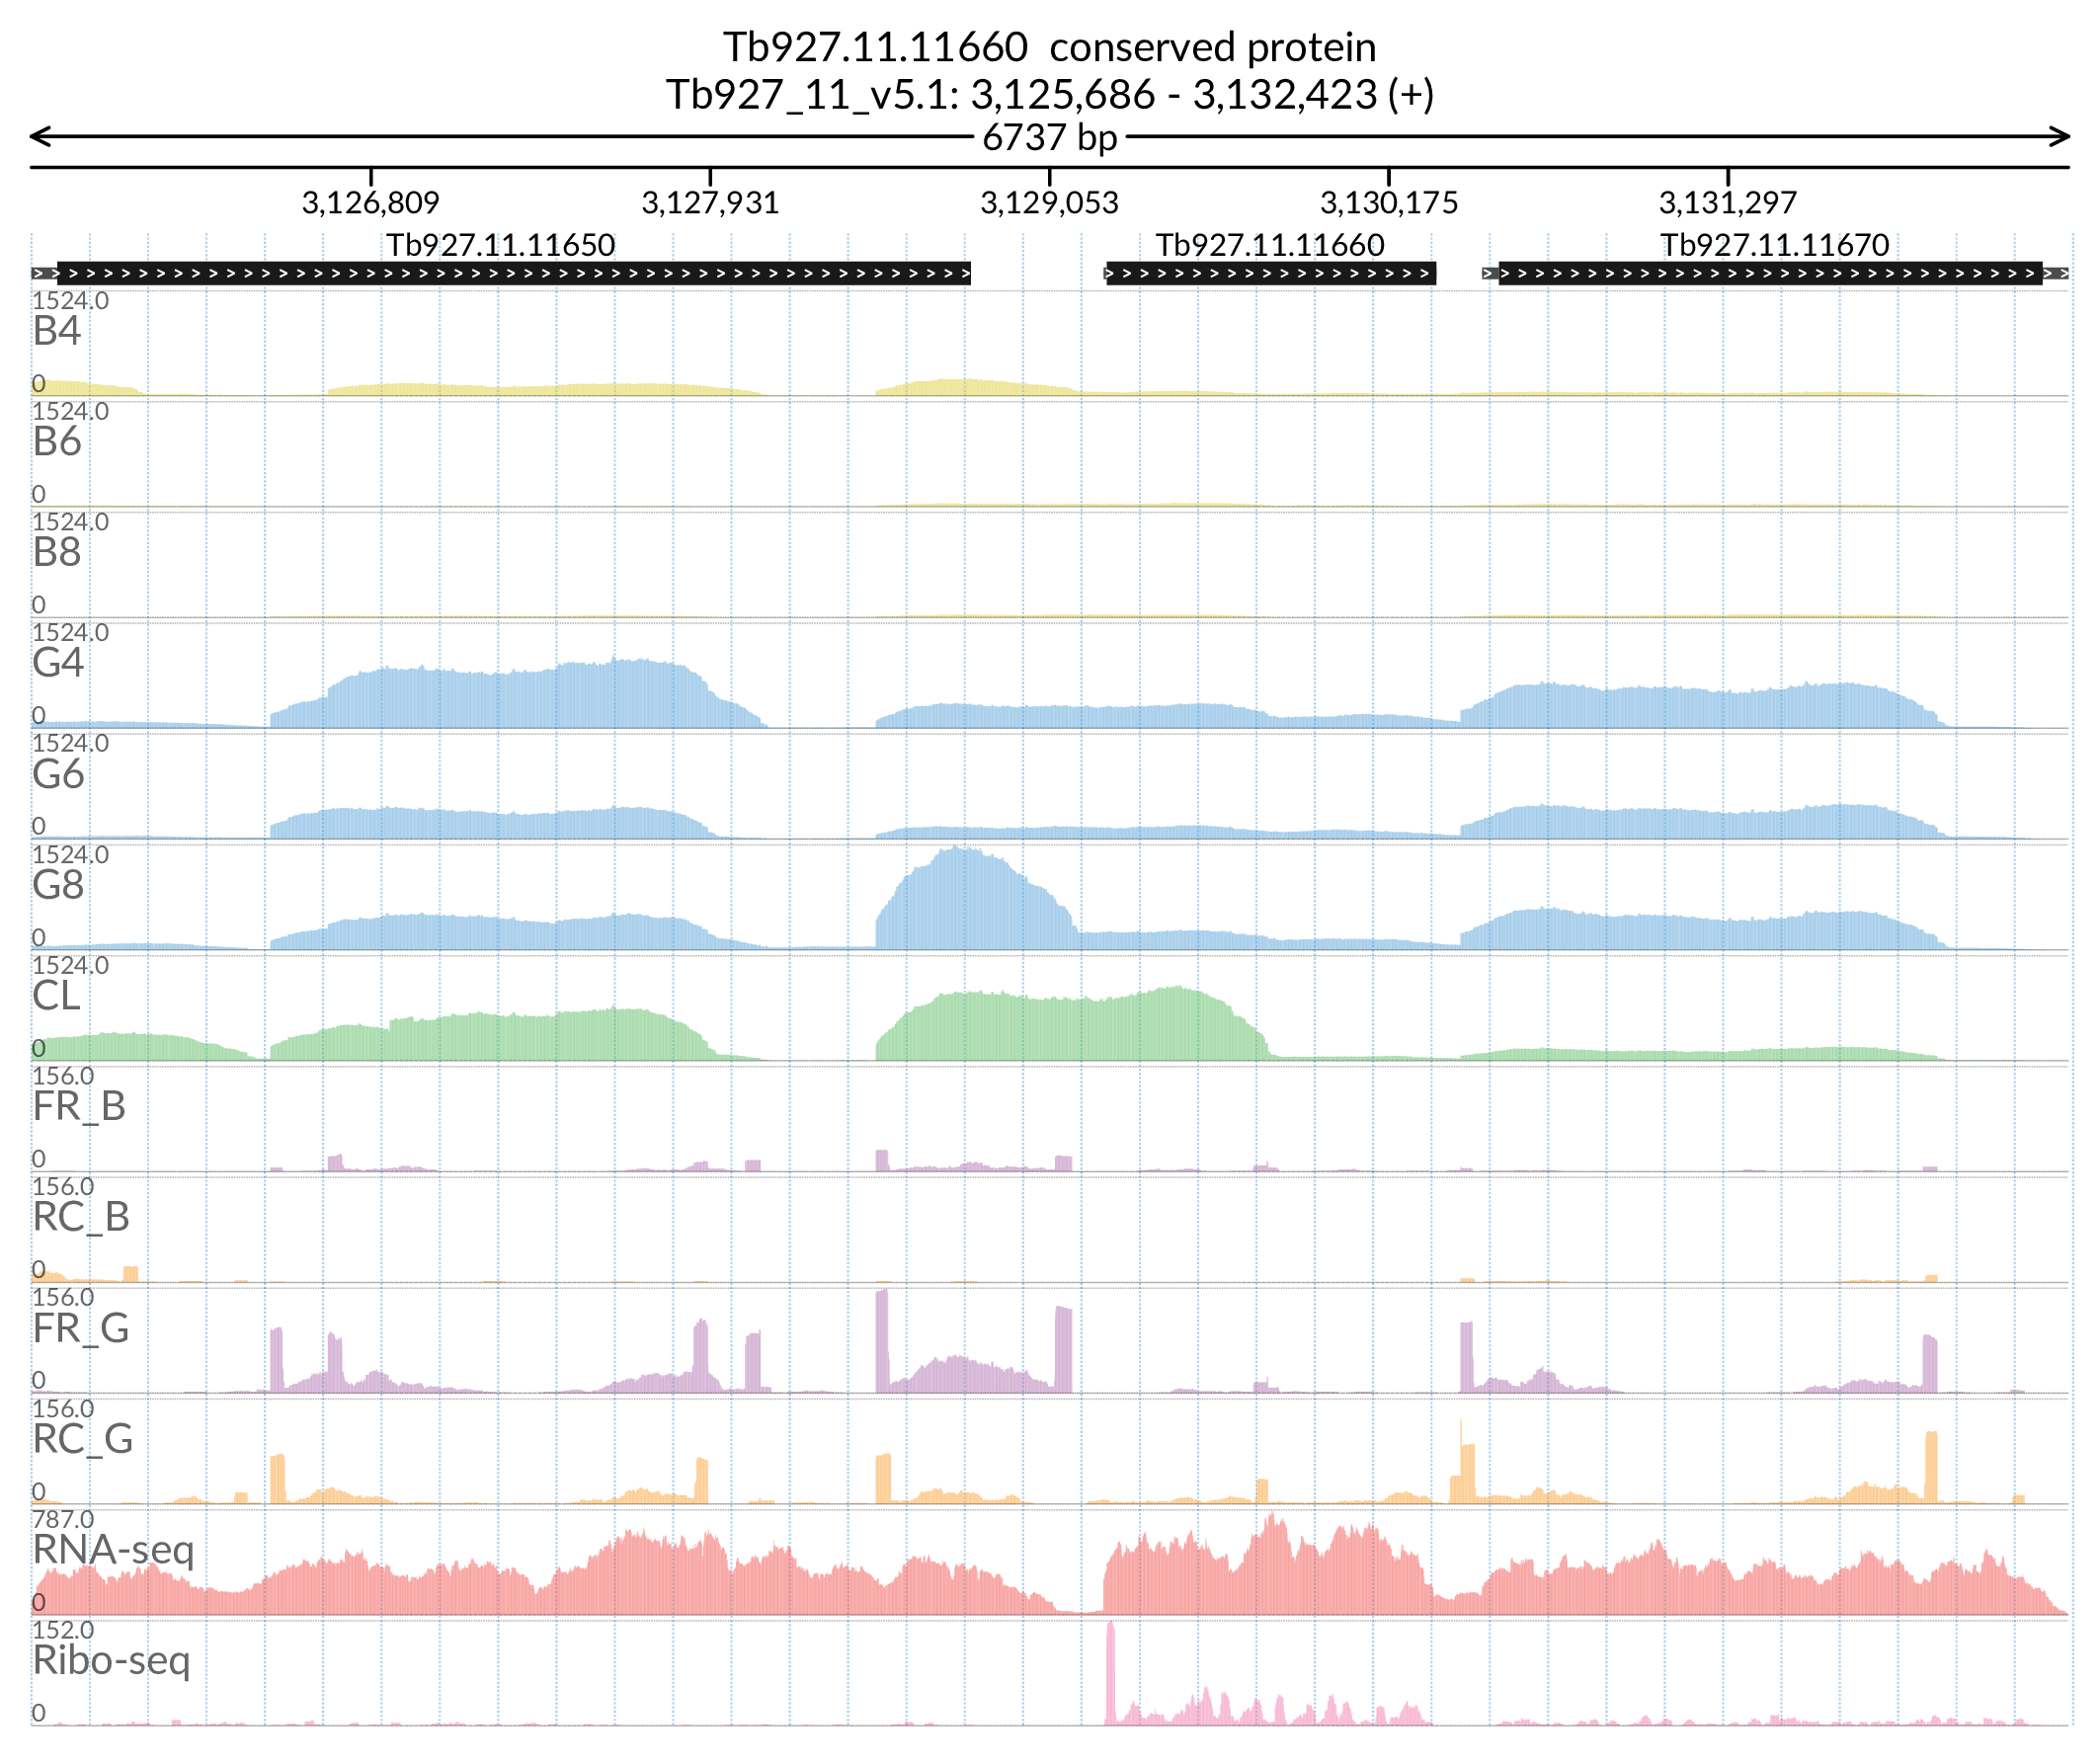 Tb927.11.11660 conserved protein
Tb927_11_v5.1: 3,125,686 - 3,132,423 (+)
6737 bp
3,126,809 3,127,931 3,129,053 3,130,175 3,131,297
Tb927.11.11650 Tb927.11.11660 Tb927.11.11670
1524.0
B4
0
1524.0
B6
0
1524.0
B8
0
1524.0
G4
0
1524.0
G6
0
1524.0
G8
0
1524.0
CL
0
156.0
FR_B
0
156.0
RC_B
0
156.0
FR_G
0
156.0
RC_G
0
787.0
RNA-seq
0
152.0
Ribo-seq
0